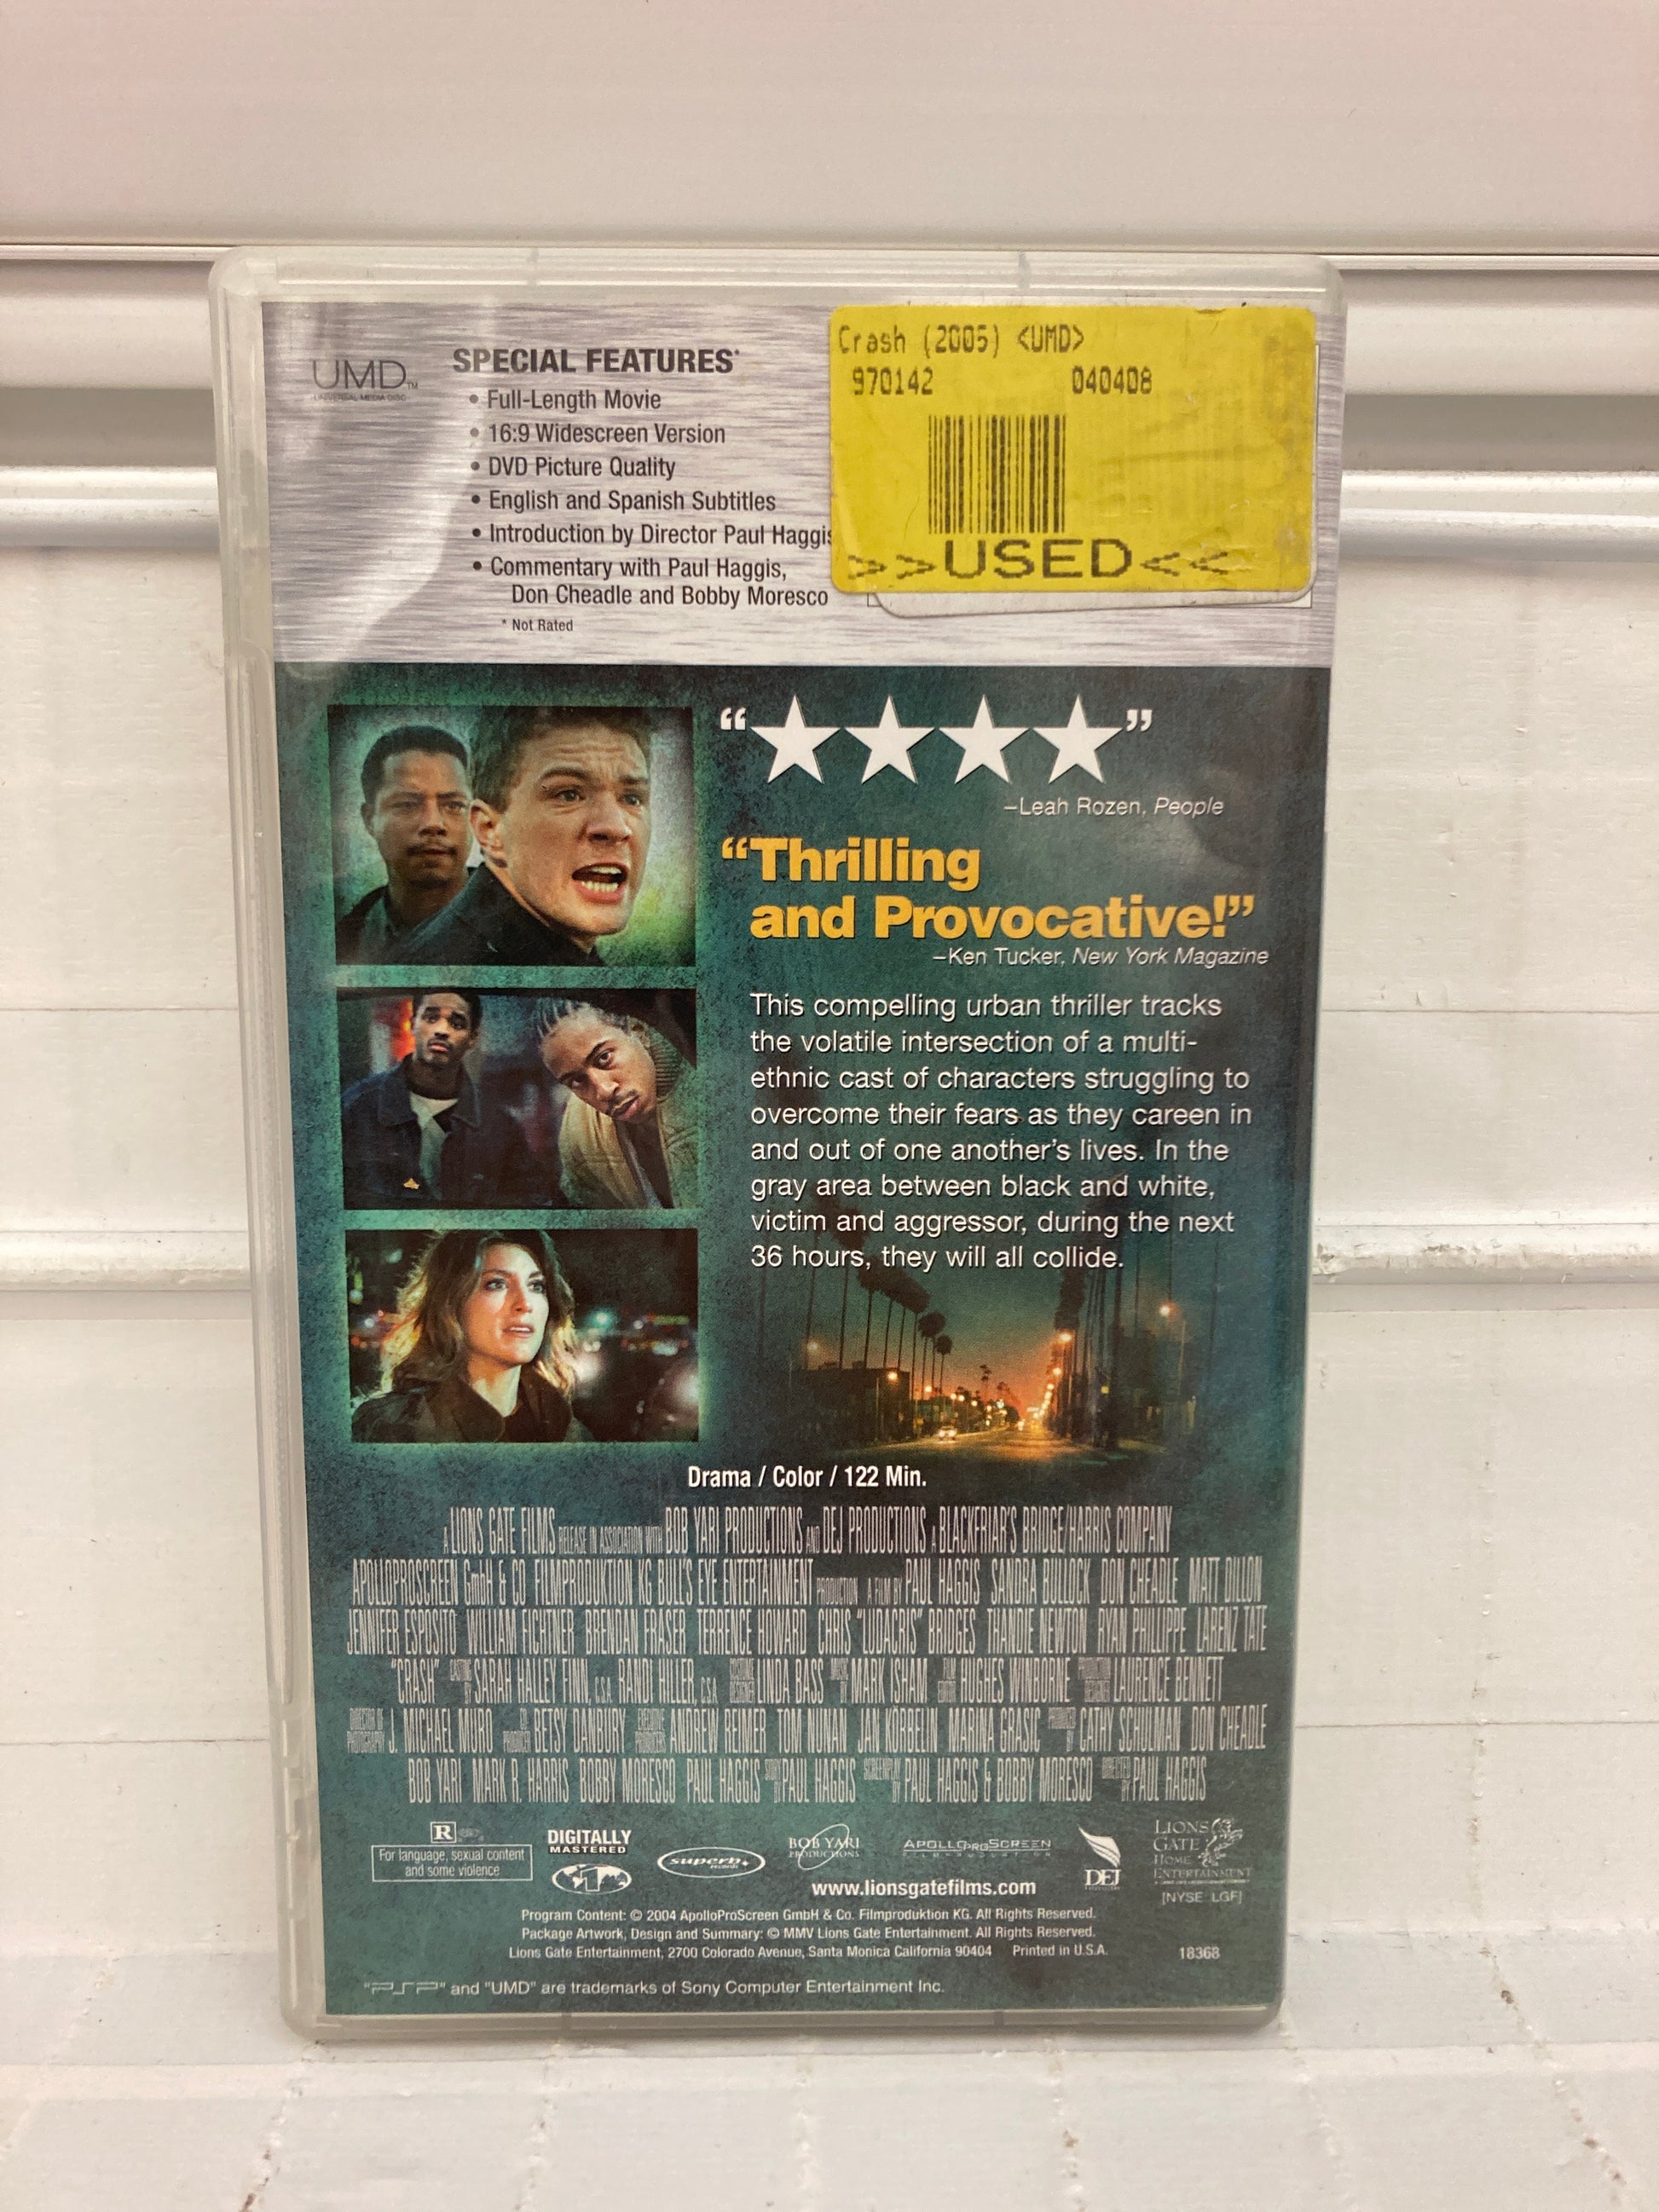 UMD™
UNIVERSAL MEDIA DISC
SPECIAL FEATURES*
• Full-Length Movie
• 16:9 Widescreen Version
• DVD Picture Quality
• English and Spanish Subtitles
• Introduction by Director Paul Haggis
• Commentary with Paul Haggis,
Don Cheadle and Bobby Moresco
* Not Rated
Crash (2005) <UMD>
970142 040408
>>USED<<
“★★★★”
–Leah Rozen, People
“Thrilling
and Provocative!”
–Ken Tucker, New York Magazine
This compelling urban thriller tracks
the volatile intersection of a multi-
ethnic cast of characters struggling to
overcome their fears as they careen in
and out of one another’s lives. In the
gray area between black and white,
victim and aggressor, during the next
36 hours, they will all collide.
Drama / Color / 122 Min.
A LIONS GATE FILMS RELEASE IN ASSOCIATION WITH BOB YARI PRODUCTIONS AND DEJ PRODUCTIONS A BLACKFRIAR'S BRIDGE/HARRIS COMPANY
APOLLOPROSCREEN GmbH & CO FILMPRODUKTION KG BULL'S EYE ENTERTAINMENT PRODUCTION A FILM BY PAUL HAGGIS SANDRA BULLOCK DON CHEADLE MATT DILLON
JENNIFER ESPOSITO WILLIAM FICHTNER BRENDAN FRASER TERRENCE HOWARD CHRIS "LUDACRIS" BRIDGES THANDIE NEWTON RYAN PHILLIPPE LARENZ TATE
"CRASH" CASTING BY SARAH HALLEY FINN, C.S.A. RANDI HILLER, C.S.A. COSTUME DESIGNER LINDA BASS MUSIC BY MARK ISHAM EDITOR HUGHES WINBORNE PRODUCTION DESIGNER LAURENCE BENNETT
DIRECTOR OF PHOTOGRAPHY J. MICHAEL MURO CO PRODUCER BETSY DANBURY EXECUTIVE PRODUCERS ANDREW REIMER TOM NUNAN JAN KÖRBELIN MARINA GRASIC PRODUCED BY CATHY SCHULMAN DON CHEADLE
BOB YARI MARK R. HARRIS BOBBY MORESCO PAUL HAGGIS STORY BY PAUL HAGGIS SCREENPLAY BY PAUL HAGGIS & BOBBY MORESCO DIRECTED BY PAUL HAGGIS
R
For language, sexual content
and some violence
DIGITALLY
MASTERED
superb
records
BOB YARI
PRODUCTIONS
APOLLOPROSCREEN
FILMPRODUKTION
DEJ
LIONS
GATE
HOME
ENTERTAINMENT
[NYSE LGF]
www.lionsgatefilms.com
Program Content: © 2004 ApolloProScreen GmbH & Co. Filmproduktion KG. All Rights Reserved.
Package Artwork, Design and Summary: © MMV Lions Gate Entertainment. All Rights Reserved.
Lions Gate Entertainment, 2700 Colorado Avenue, Santa Monica California 90404 Printed in U.S.A. 18368
"PSP" and "UMD" are trademarks of Sony Computer Entertainment Inc.